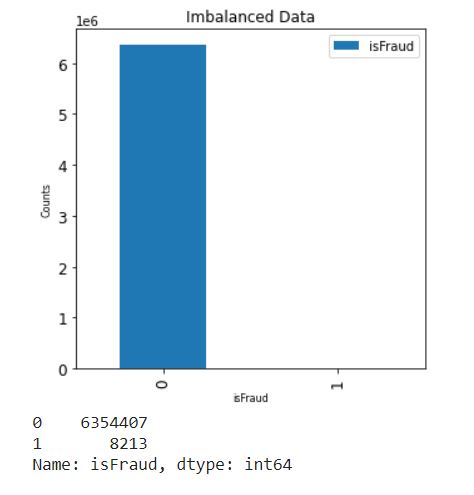 Imbalanced Data
1e6
isFraud
6
5
4
3
2
1
0
Counts
0
1
isFraud
0 6354407
1 8213
Name: isFraud, dtype: int64